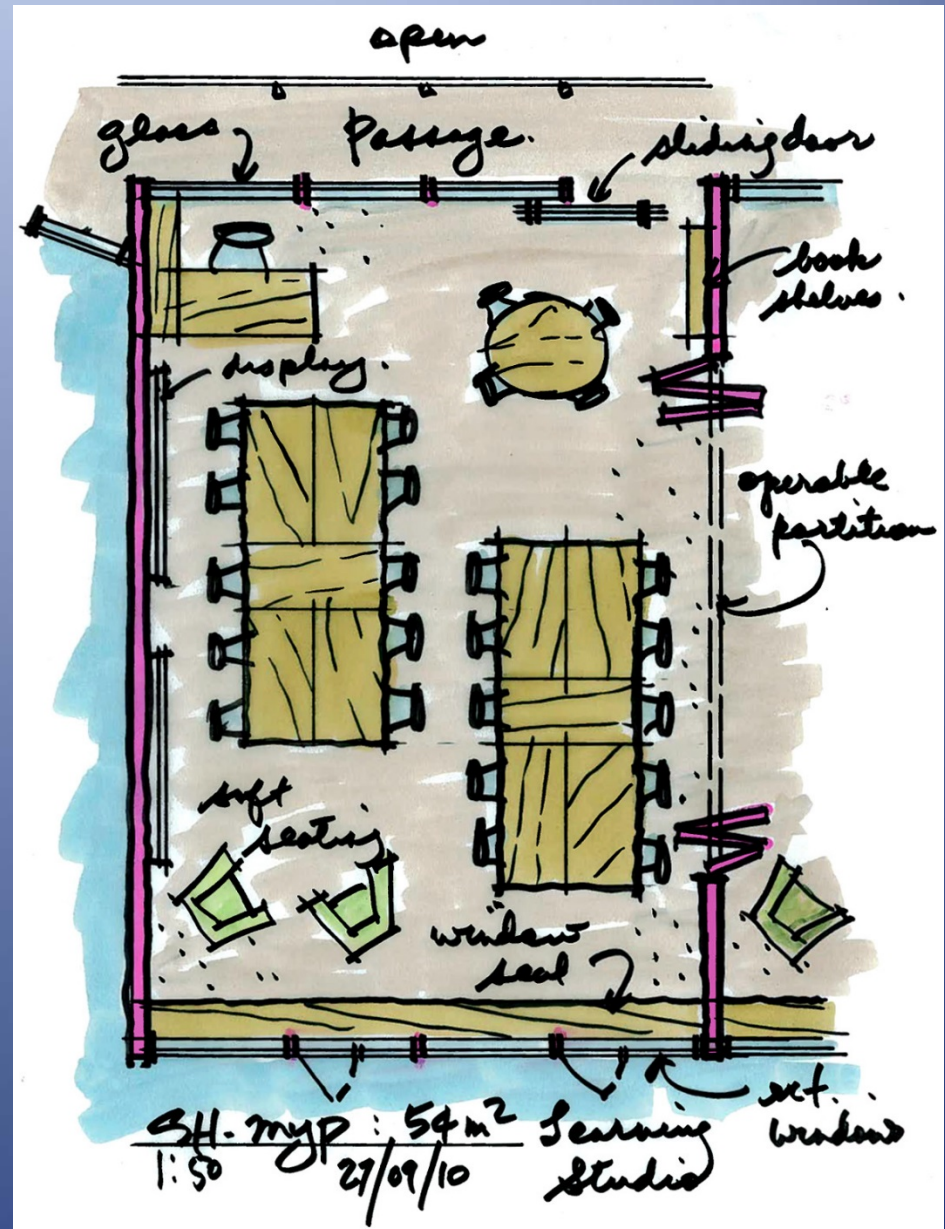 open
glass
Passage.
sliding door
book
shelves.
display.
operable
partition
soft
seating
window
seat
ext.
windows
SH-MYP : 54 m²
1:50
27/09/10
Learning
Studio